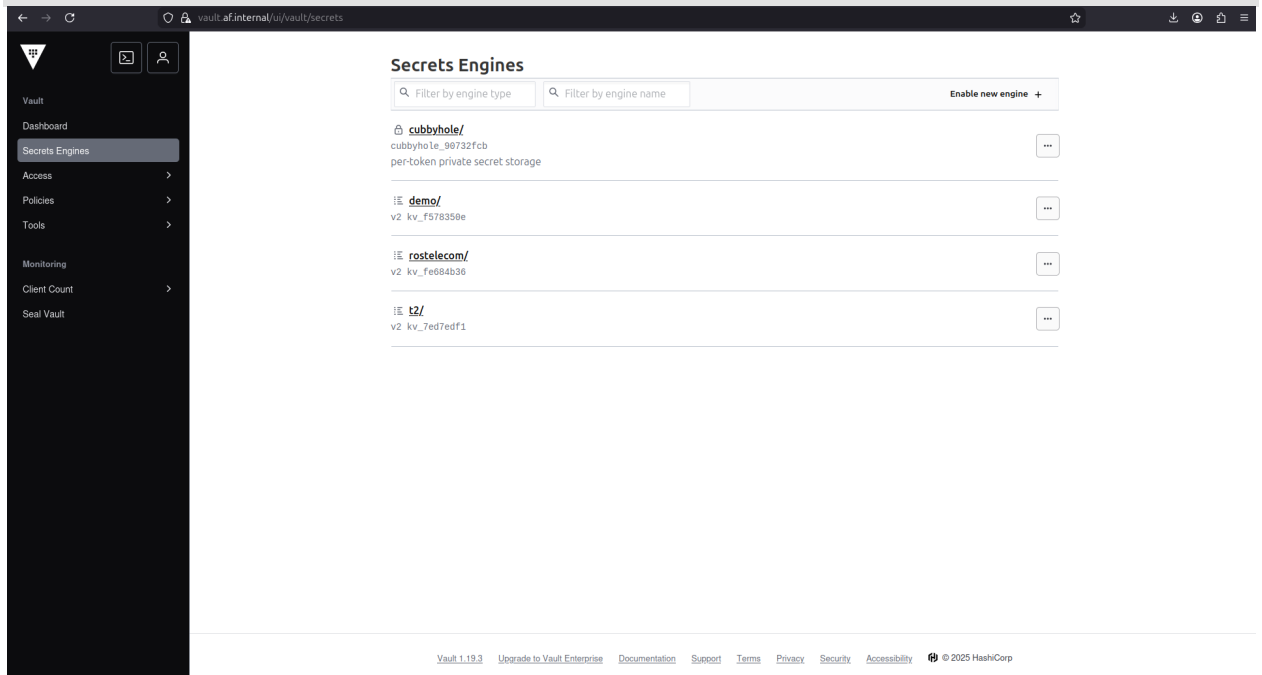 vault.af.internal/ui/vault/secrets
Vault
Dashboard
Secrets Engines
Access
Policies
Tools
Monitoring
Client Count
Seal Vault
Secrets Engines
Filter by engine type
Filter by engine name
Enable new engine +
cubbyhole/
cubbyhole_90732fcb
per-token private secret storage
demo/
v2 kv_f578350e
rostelecom/
v2 kv_fe684b36
t2/
v2 kv_7ed7edf1
Vault 1.19.3 Upgrade to Vault Enterprise Documentation Support Terms Privacy Security Accessibility © 2025 HashiCorp